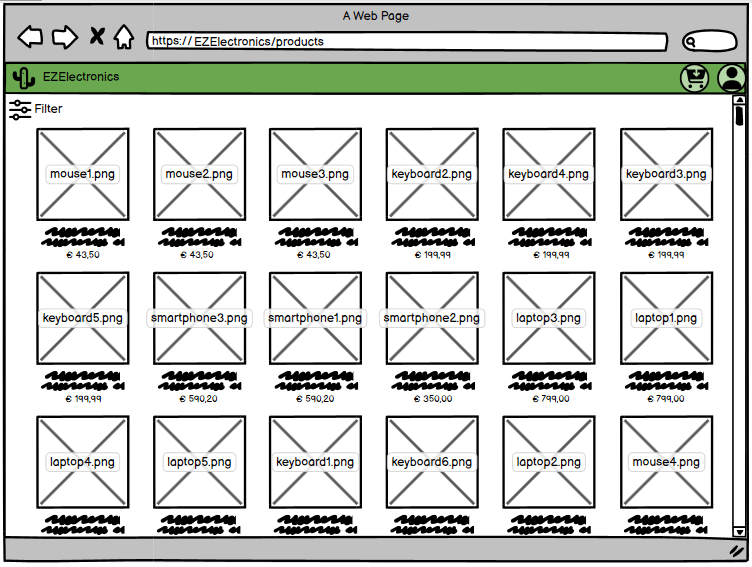 A Web Page
https:// EZElectronics/products
EZElectronics
Filter
mouse1.png mouse2.png mouse3.png keyboard2.png keyboard4.png keyboard3.png
€ 43,50 € 43,50 € 43,50 € 199,99 € 199,99 € 199,99
keyboard5.png smartphone3.png smartphone1.png smartphone2.png laptop3.png laptop1.png
€ 199,99 € 590,20 € 590,20 € 350,00 € 799,00 € 799,00
laptop4.png laptop5.png keyboard1.png keyboard6.png laptop2.png mouse4.png